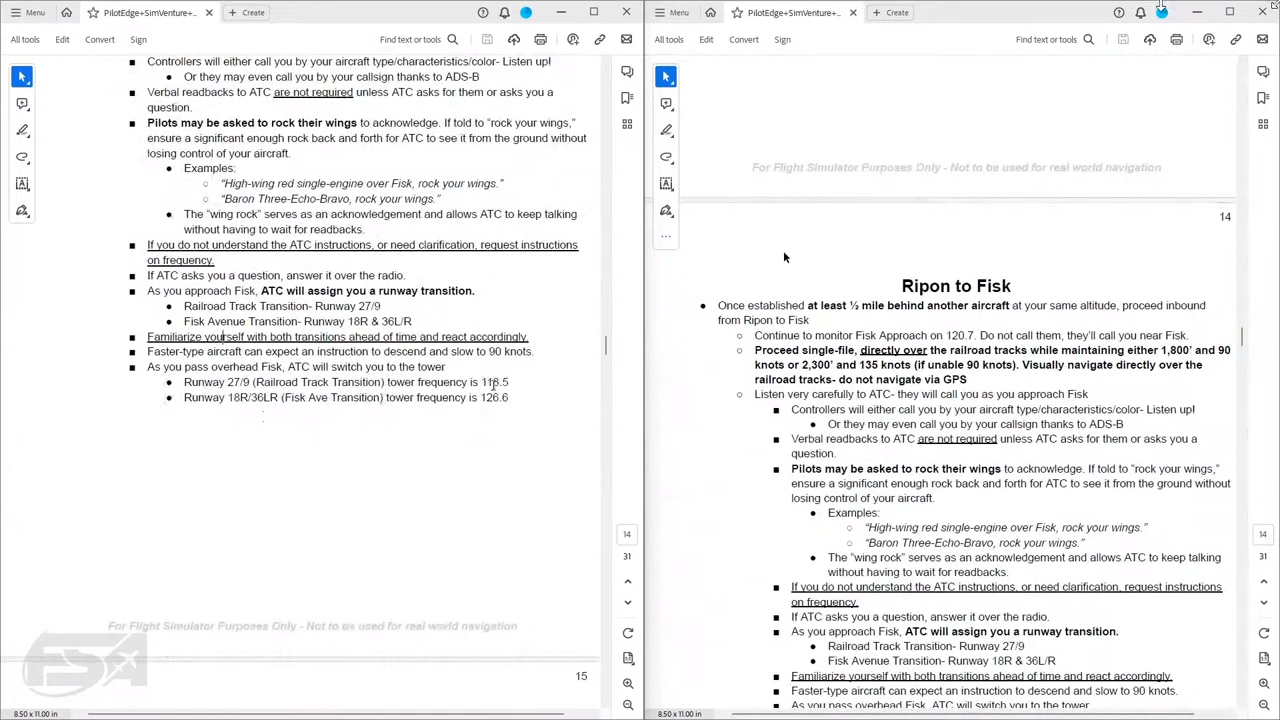 Menu
PilotEdge+SimVenture-...
Create
All tools
Edit
Convert
Sign
Find text or tools
Controllers will either call you by your aircraft type/characteristics/color- Listen up!
Or they may even call you by your callsign thanks to ADS-B
Verbal readbacks to ATC are not required unless ATC asks for them or asks you a
question.
Pilots may be asked to rock their wings to acknowledge. If told to “rock your wings,”
ensure a significant enough rock back and forth for ATC to see it from the ground without
losing control of your aircraft.
Examples:
“High-wing red single-engine over Fisk, rock your wings.”
“Baron Three-Echo-Bravo, rock your wings.”
The “wing rock” serves as an acknowledgement and allows ATC to keep talking
without having to wait for readbacks.
If you do not understand the ATC instructions, or need clarification, request instructions
on frequency.
If ATC asks you a question, answer it over the radio.
As you approach Fisk, ATC will assign you a runway transition.
Railroad Track Transition- Runway 27/9
Fisk Avenue Transition- Runway 18R & 36L/R
Familiarize yourself with both transitions ahead of time and react accordingly.
Faster-type aircraft can expect an instruction to descend and slow to 90 knots.
As you pass overhead Fisk, ATC will switch you to the tower
Runway 27/9 (Railroad Track Transition) tower frequency is 118.5
Runway 18R/36LR (Fisk Ave Transition) tower frequency is 126.6
For Flight Simulator Purposes Only - Not to be used for real world navigation
FSA
15
14
31
8.50 x 11.00 in
Menu
PilotEdge+SimVenture-...
Create
All tools
Edit
Convert
Sign
Find text or tools
For Flight Simulator Purposes Only - Not to be used for real world navigation
14
Ripon to Fisk
Once established at least ½ mile behind another aircraft at your same altitude, proceed inbound
from Ripon to Fisk
Continue to monitor Fisk Approach on 120.7. Do not call them, they’ll call you near Fisk.
Proceed single-file, directly over the railroad tracks while maintaining either 1,800’ and 90
knots or 2,300’ and 135 knots (if unable 90 knots). Visually navigate directly over the
railroad tracks- do not navigate via GPS
Listen very carefully to ATC- they will call you as you approach Fisk
Controllers will either call you by your aircraft type/characteristics/color- Listen up!
Or they may even call you by your callsign thanks to ADS-B
Verbal readbacks to ATC are not required unless ATC asks for them or asks you a
question.
Pilots may be asked to rock their wings to acknowledge. If told to “rock your wings,”
ensure a significant enough rock back and forth for ATC to see it from the ground without
losing control of your aircraft.
Examples:
“High-wing red single-engine over Fisk, rock your wings.”
“Baron Three-Echo-Bravo, rock your wings.”
The “wing rock” serves as an acknowledgement and allows ATC to keep talking
without having to wait for readbacks.
If you do not understand the ATC instructions, or need clarification, request instructions
on frequency.
If ATC asks you a question, answer it over the radio.
As you approach Fisk, ATC will assign you a runway transition.
Railroad Track Transition- Runway 27/9
Fisk Avenue Transition- Runway 18R & 36L/R
Familiarize yourself with both transitions ahead of time and react accordingly.
Faster-type aircraft can expect an instruction to descend and slow to 90 knots.
As you pass overhead Fisk, ATC will switch you to the tower
14
31
8.50 x 11.00 in